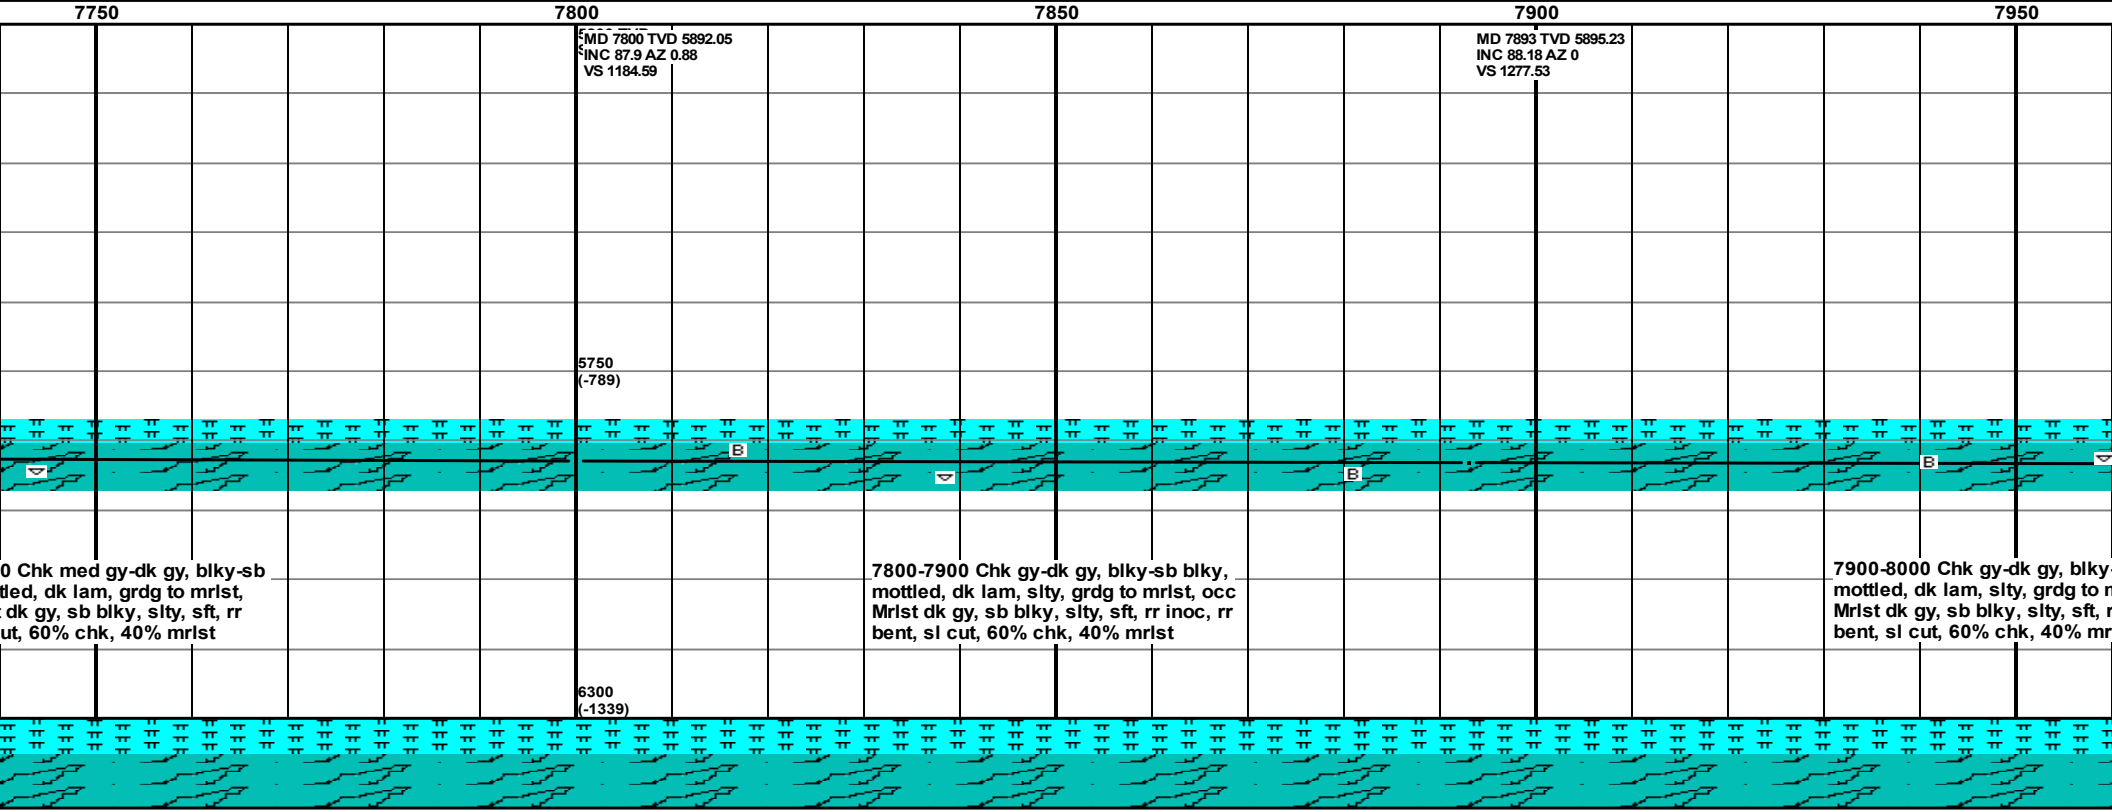 7750 7800 7850 7900 7950
MD 7800 TVD 5892.05
INC 87.9 AZ 0.88
VS 1184.59
MD 7893 TVD 5895.23
INC 88.18 AZ 0
VS 1277.53
5750
(-789)
B
B
B
0 Chk med gy-dk gy, blky-sb
tled, dk lam, grdg to mrlst,
dk gy, sb blky, slty, sft, rr
ut, 60% chk, 40% mrlst
7800-7900 Chk gy-dk gy, blky-sb blky,
mottled, dk lam, slty, grdg to mrlst, occ
Mrlst dk gy, sb blky, slty, sft, rr inoc, rr
bent, sl cut, 60% chk, 40% mrlst
7900-8000 Chk gy-dk gy, blky-
mottled, dk lam, slty, grdg to m
Mrlst dk gy, sb blky, slty, sft, r
bent, sl cut, 60% chk, 40% mr
6300
(-1339)